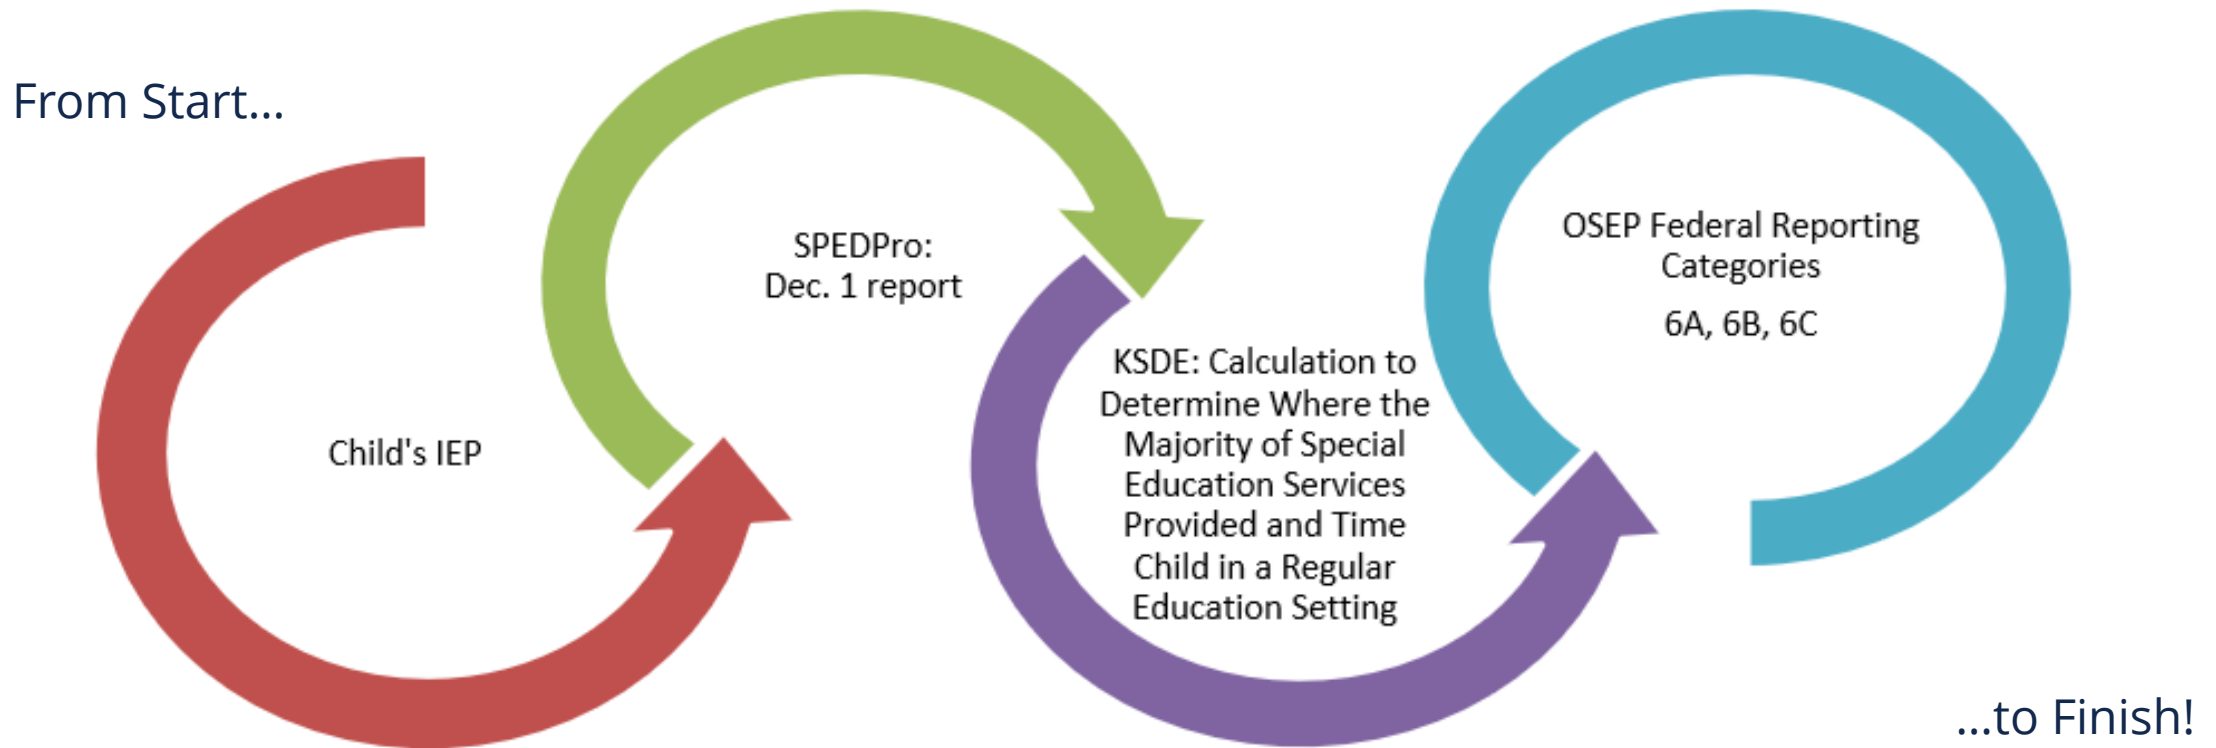 From Start...
Child's IEP
SPEDPro:
Dec. 1 report
KSDE: Calculation to
Determine Where the
Majority of Special
Education Services
Provided and Time
Child in a Regular
Education Setting
OSEP Federal Reporting
Categories
6A, 6B, 6C
...to Finish!